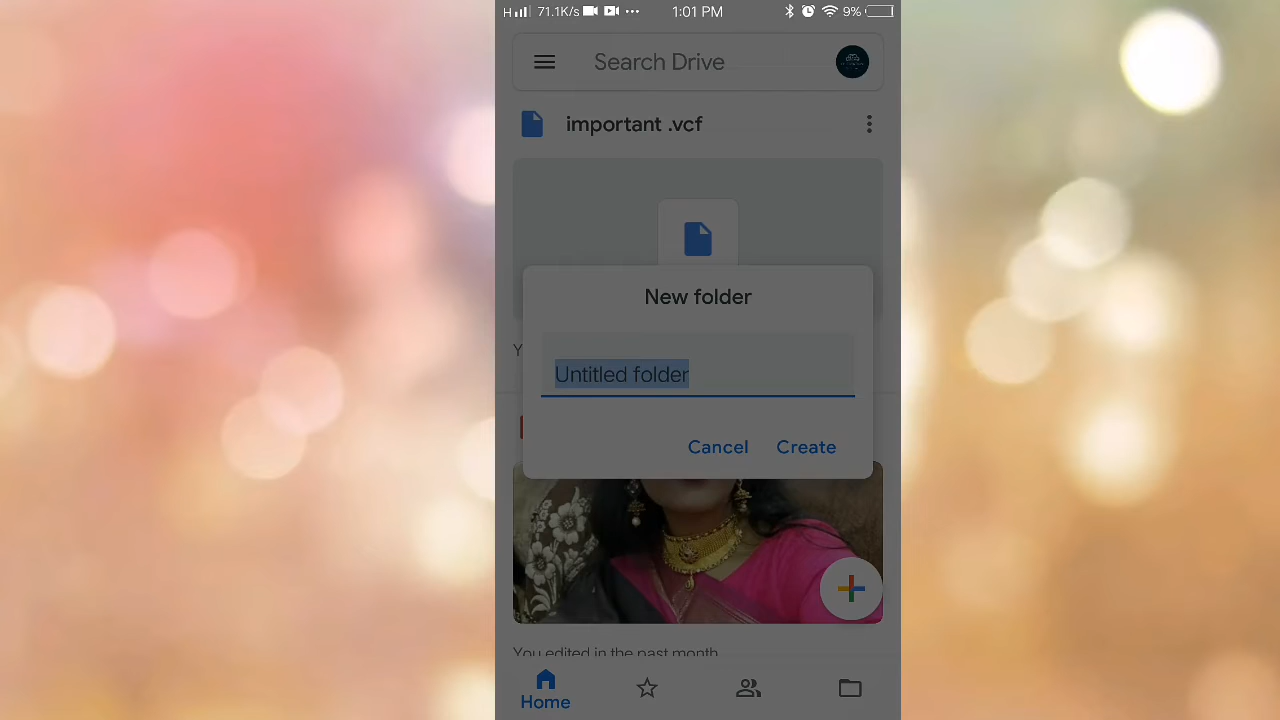 H 71.1K/s 1:01 PM 9%
Search Drive
important .vcf
New folder
Y
Untitled folder
Cancel Create
You edited in the past month
Home